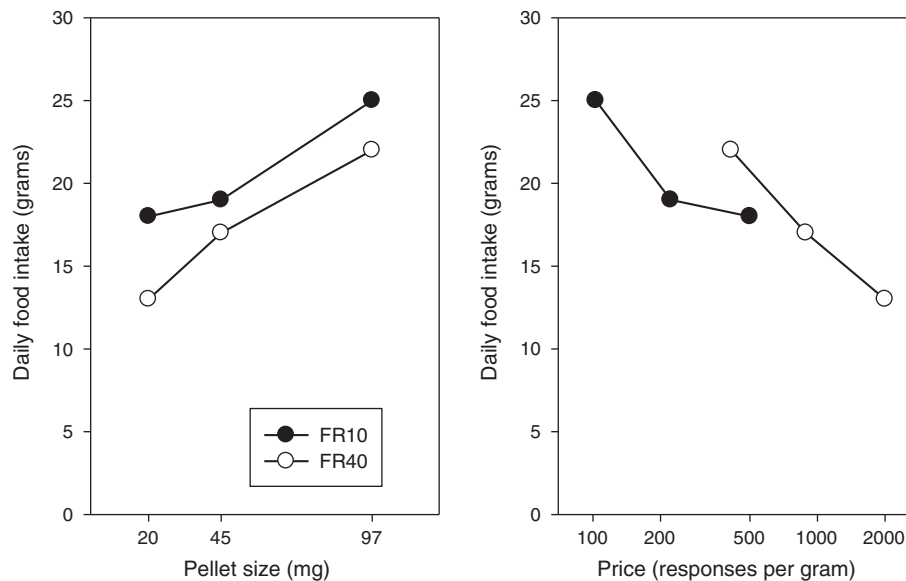 30
25
20
15
10
5
0
Daily food intake (grams)
20 45 97
Pellet size (mg)
FR10
FR40
30
25
20
15
10
5
0
Daily food intake (grams)
100 200 500 1000 2000
Price (responses per gram)